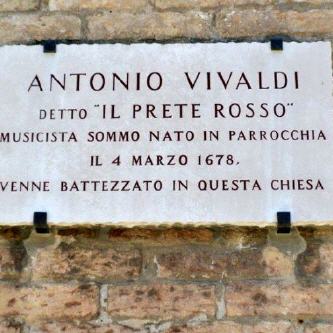 ANTONIO VIVALDI
DETTO "IL PRETE ROSSO"
MUSICISTA SOMMO NATO IN PARROCCHIA
IL 4 MARZO 1678.
VENNE BATTEZZATO IN QUESTA CHIESA